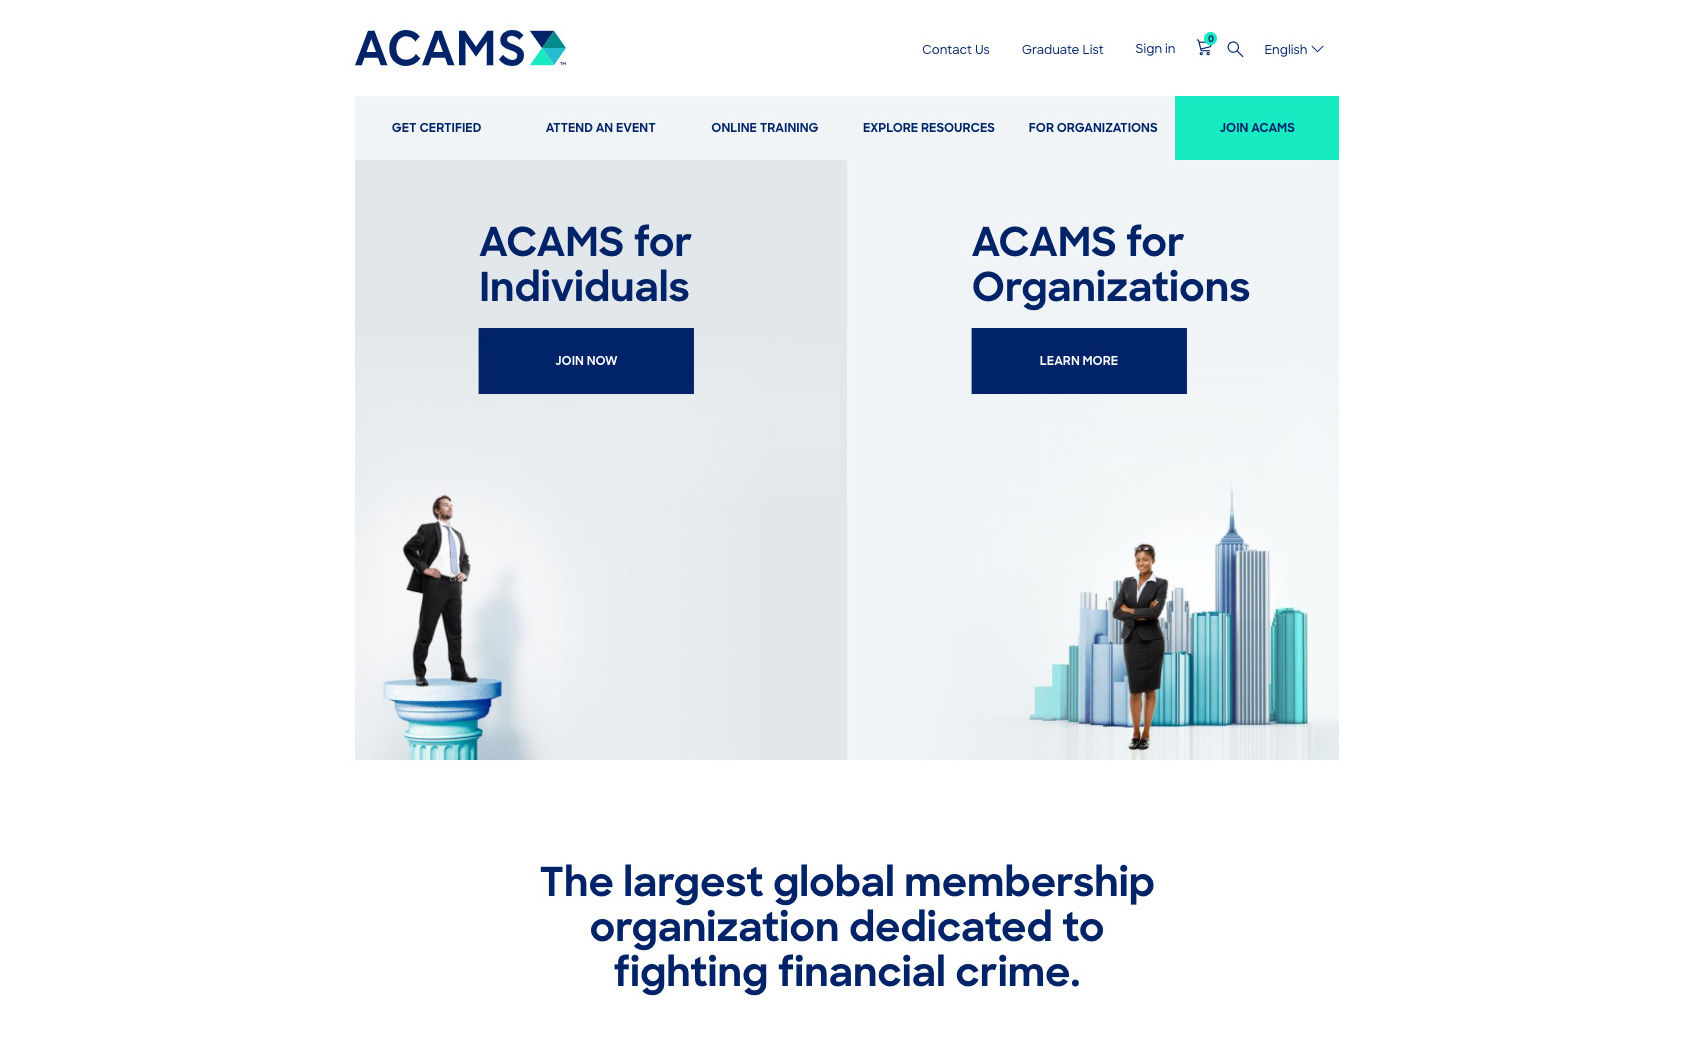 ACAMS™
Contact Us
Graduate List
Sign in
0
English
GET CERTIFIED
ATTEND AN EVENT
ONLINE TRAINING
EXPLORE RESOURCES
FOR ORGANIZATIONS
JOIN ACAMS
ACAMS for
Individuals
JOIN NOW
ACAMS for
Organizations
LEARN MORE
The largest global membership
organization dedicated to
fighting financial crime.